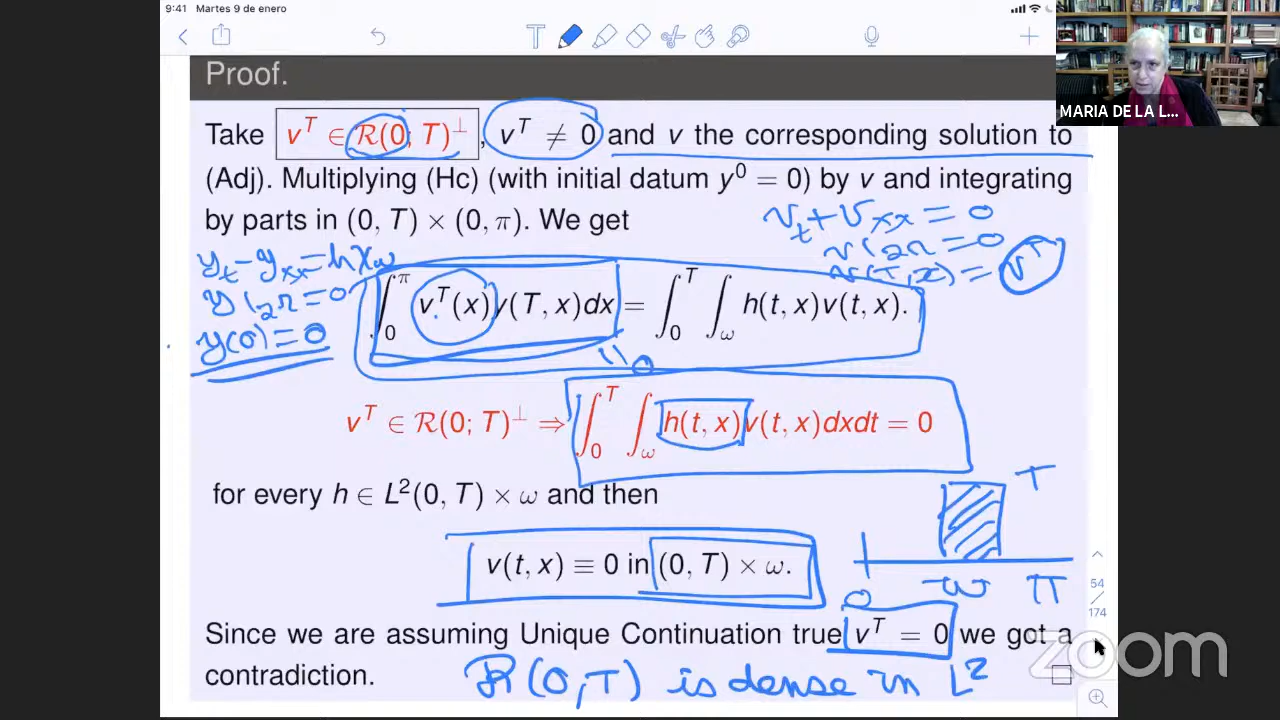 9:41 Martes 9 de enero
Proof.
MARIA DE LA L...
Take v^T ∈ R(0; T)^⊥, v^T ≠ 0 and v the corresponding solution to
(Adj). Multiplying (Hc) (with initial datum y^0 = 0) by v and integrating
by parts in (0, T) × (0, π). We get
v_t + v_xx = 0
v|_∂Ω = 0
v(T, x) = v^T
y_t - y_xx = h χ_ω
y|_∂Ω = 0
y(0) = 0
∫_0^π v^T(x)y(T, x)dx = ∫_0^T ∫_ω h(t, x)v(t, x).
" 0
v^T ∈ R(0; T)^⊥ ⇒ ∫_0^T ∫_ω h(t, x)v(t, x)dxdt = 0
for every h ∈ L^2(0, T) × ω and then
T
v(t, x) ≡ 0 in (0, T) × ω.
0 ω π
54
174
Since we are assuming Unique Continuation true v^T = 0 we got a
contradiction.
R(0,T) is dense in L^2
zoom